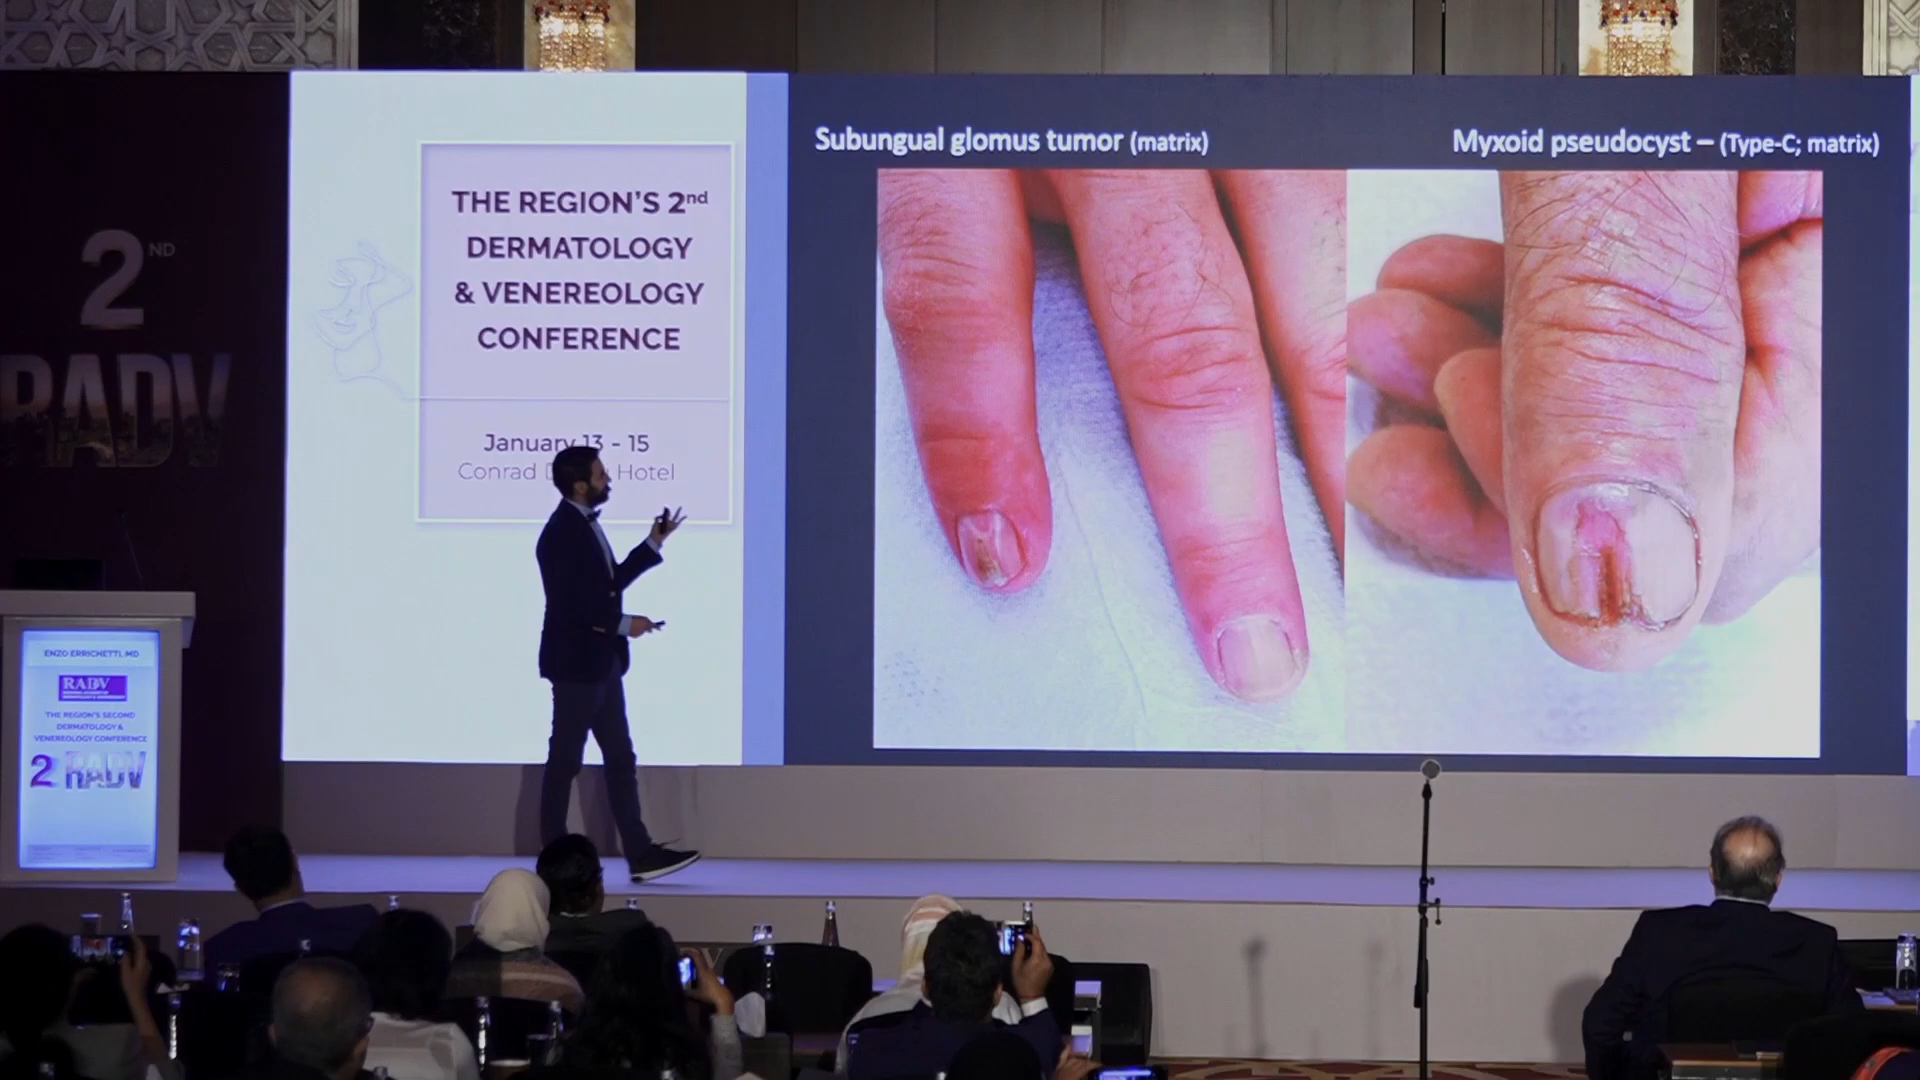 2ND
RADV
THE REGION'S 2nd
DERMATOLOGY
& VENEREOLOGY
CONFERENCE
January 13 - 15
Conrad Hotel
Subungual glomus tumor (matrix)
Myxoid pseudocyst – (Type-C; matrix)
ENZO ERRICHETTI, MD
RADV
THE REGION'S SECOND
DERMATOLOGY &
VENEREOLOGY CONFERENCE
2 RADV